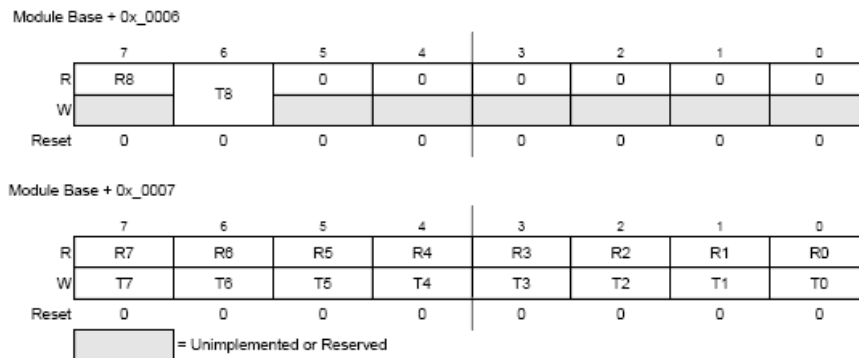 Module Base + 0x_0006
7 6 5 4 3 2 1 0
R R8 T8 0 0 0 0 0 0
W
Reset 0 0 0 0 0 0 0 0
Module Base + 0x_0007
7 6 5 4 3 2 1 0
R R7 R6 R5 R4 R3 R2 R1 R0
W T7 T6 T5 T4 T3 T2 T1 T0
Reset 0 0 0 0 0 0 0 0
= Unimplemented or Reserved